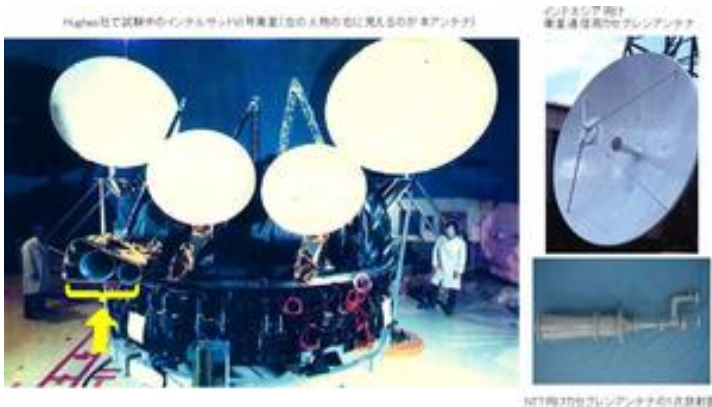 Hughes社で試験中のインテルサットVI号衛星(左の人物の右に見えるのが本アンテナ)
インドネシア向け
衛星通信用カセグレンアンテナ
NTT向けカセグレンアンテナの1次放射器